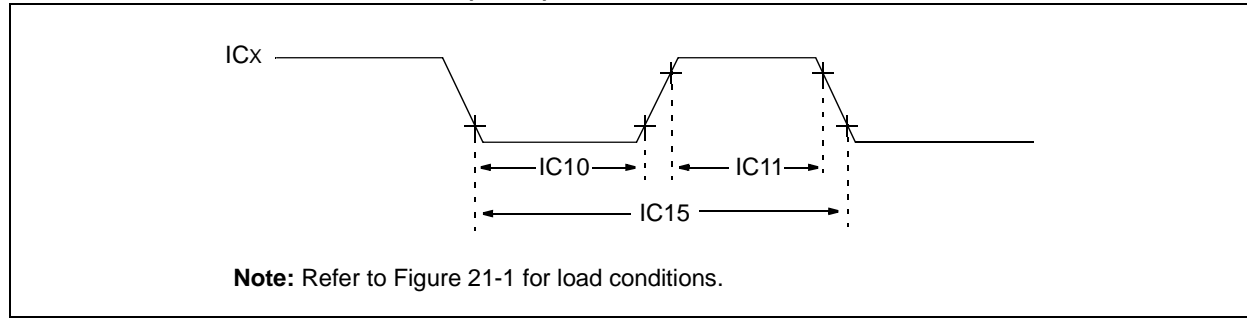 ICX
IC10
IC11
IC15
Note: Refer to Figure 21-1 for load conditions.